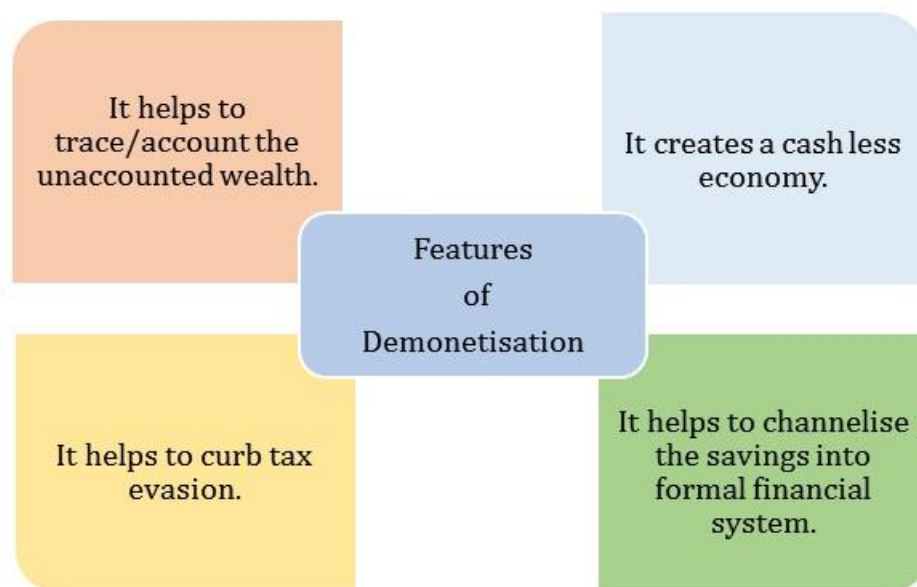 It helps to
trace/account the
unaccounted wealth.
It creates a cash less
economy.
Features
of
Demonetisation
It helps to curb tax
evasion.
It helps to channelise
the savings into
formal financial
system.